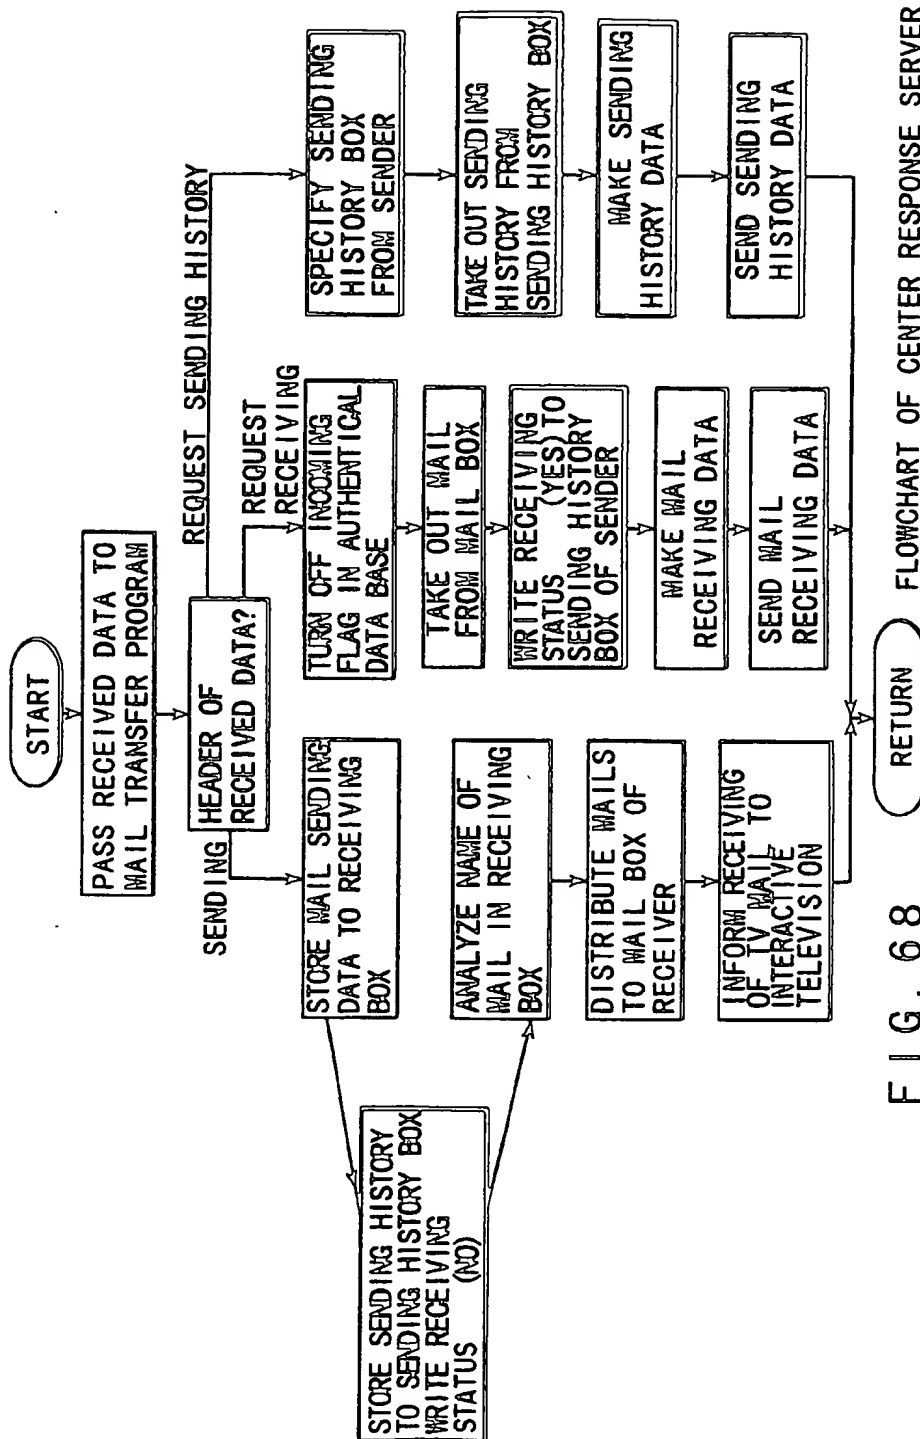 START
PASS RECEIVED DATA TO
MAIL TRANSFER PROGRAM
HEADER OF
RECEIVED DATA?
SENDING
REQUEST
RECEIVING
REQUEST SENDING HISTORY
STORE MAIL SENDING
DATA TO RECEIVING
BOX
STORE SENDING HISTORY
TO SENDING HISTORY BOX
WRITE RECEIVING
STATUS (NO)
ANALYZE NAME OF
MAIL IN RECEIVING
BOX
DISTRIBUTE MAILS
TO MAIL BOX OF
RECEIVER
INFORM RECEIVING
OF TV MAIL TO
INTERACTIVE
TELEVISION
TURN OFF INCOMING
FLAG IN AUTHENTICAL
DATA BASE
TAKE OUT MAIL
FROM MAIL BOX
WRITE RECEIVING
STATUS (YES) TO
SENDING HISTORY
BOX OF SENDER
MAKE MAIL
RECEIVING DATA
SEND MAIL
RECEIVING DATA
SPECIFY SENDING
HISTORY BOX
FROM SENDER
TAKE OUT SENDING
HISTORY FROM
SENDING HISTORY BOX
MAKE SENDING
HISTORY DATA
SEND SENDING
HISTORY DATA
RETURN
FIG. 68
FLOWCHART OF CENTER RESPONSE SERVER